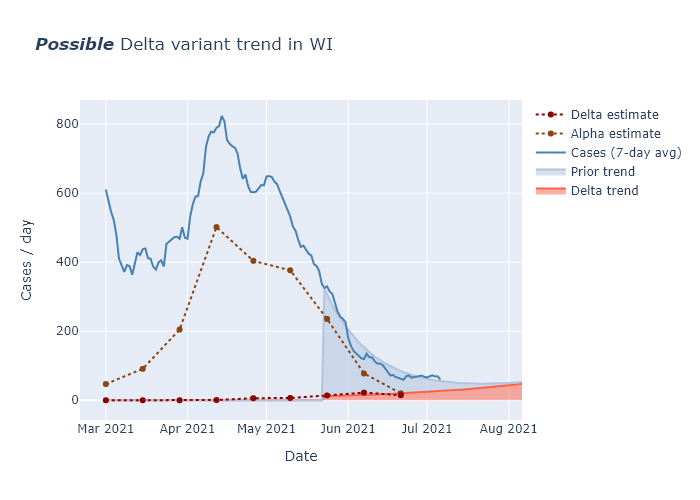 Possible Delta variant trend in WI
Delta estimate
Alpha estimate
Cases (7-day avg)
Prior trend
Delta trend
Cases / day
800
600
400
200
0
Mar 2021
Apr 2021
May 2021
Jun 2021
Jul 2021
Aug 2021
Date